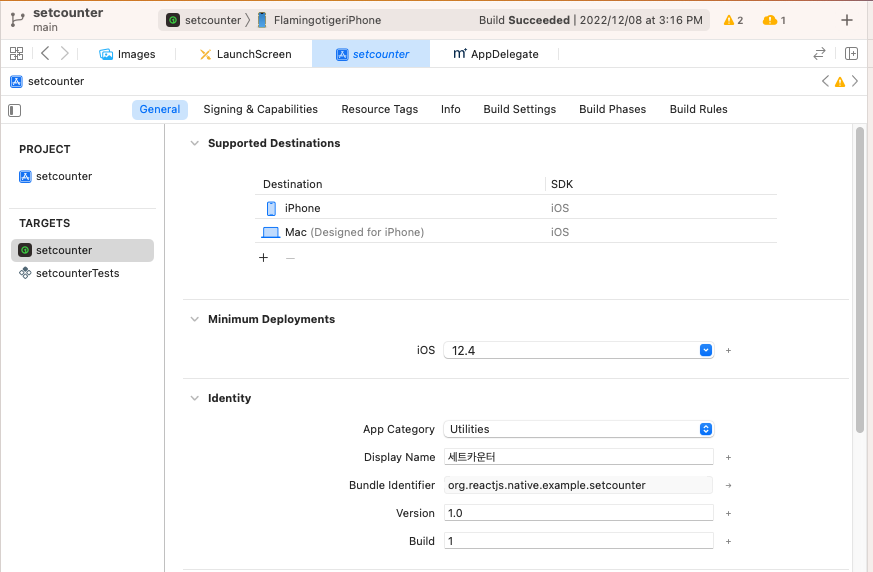 setcounter
main
setcounter FlamingotigeriPhone
Build Succeeded | 2022/12/08 at 3:16 PM
2
1
Images LaunchScreen setcounter AppDelegate
setcounter
General Signing & Capabilities Resource Tags Info Build Settings Build Phases Build Rules
PROJECT
setcounter
TARGETS
setcounter
setcounterTests
Supported Destinations
Destination SDK
iPhone iOS
Mac (Designed for iPhone) iOS
Minimum Deployments
iOS 12.4
Identity
App Category Utilities
Display Name 세트카운터
Bundle Identifier org.reactjs.native.example.setcounter
Version 1.0
Build 1